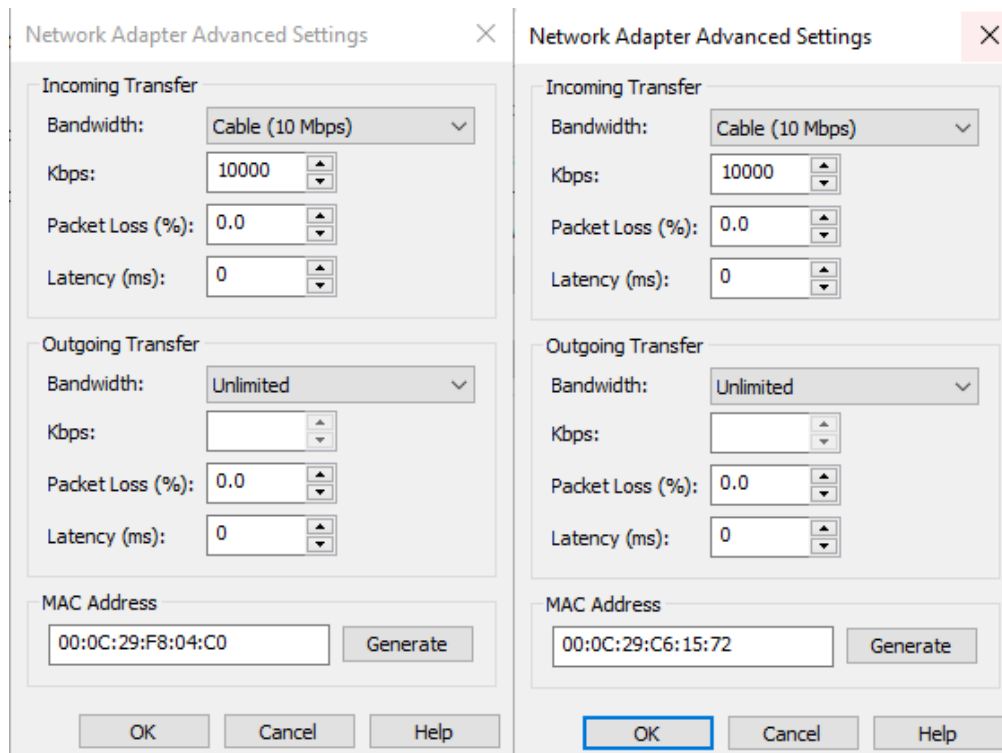 Network Adapter Advanced Settings
Incoming Transfer
Bandwidth: Cable (10 Mbps)
Kbps: 10000
Packet Loss (%): 0.0
Latency (ms): 0
Outgoing Transfer
Bandwidth: Unlimited
Kbps:
Packet Loss (%): 0.0
Latency (ms): 0
MAC Address
00:0C:29:F8:04:C0 Generate
OK Cancel Help
Network Adapter Advanced Settings
Incoming Transfer
Bandwidth: Cable (10 Mbps)
Kbps: 10000
Packet Loss (%): 0.0
Latency (ms): 0
Outgoing Transfer
Bandwidth: Unlimited
Kbps:
Packet Loss (%): 0.0
Latency (ms): 0
MAC Address
00:0C:29:C6:15:72 Generate
OK Cancel Help